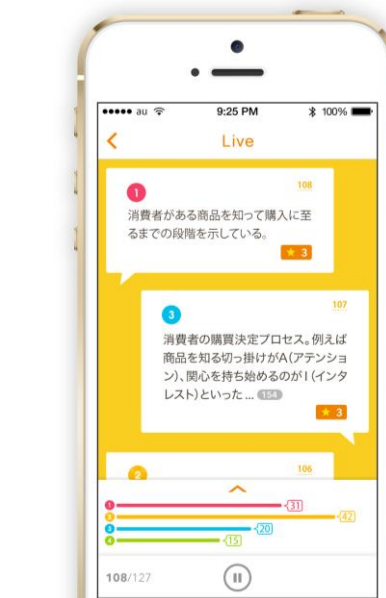 au 9:25 PM 100%
Live
108
1
消費者がある商品を知って購入に至
るまでの段階を示している。
★ 3
107
3
消費者の購買決定プロセス。例えば
商品を知る切っ掛けがA(アテンショ
ン)、関心を持ち始めるのがI(インタ
レスト)といった ... 154
★ 3
106
2
1 31
2 42
3 20
4 15
108/127